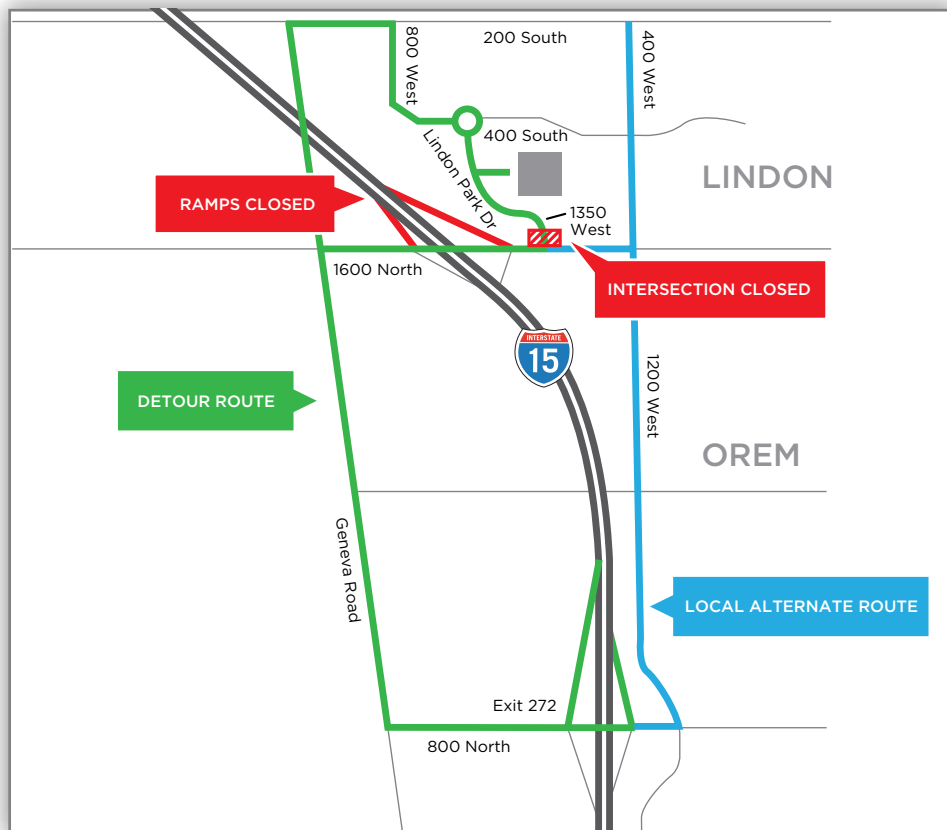 200 South
800 West
400 West
400 South
Lindon Park Dr
LINDON
RAMPS CLOSED
1350
West
1600 North
INTERSECTION CLOSED
INTERSTATE
15
1200 West
DETOUR ROUTE
OREM
Geneva Road
LOCAL ALTERNATE ROUTE
Exit 272
800 North